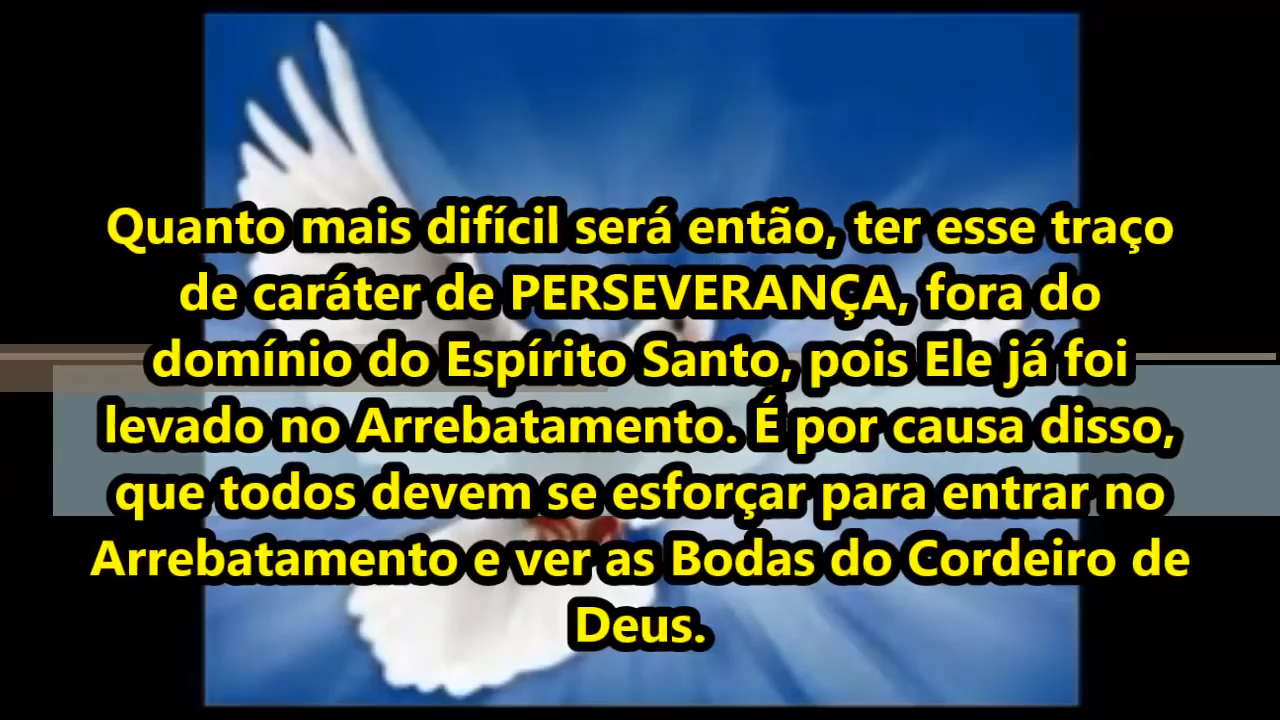 Quanto mais difícil será então, ter esse traço
de caráter de PERSEVERANÇA, fora do
domínio do Espírito Santo, pois Ele já foi
levado no Arrebatamento. É por causa disso,
que todos devem se esforçar para entrar no
Arrebatamento e ver as Bodas do Cordeiro de
Deus.